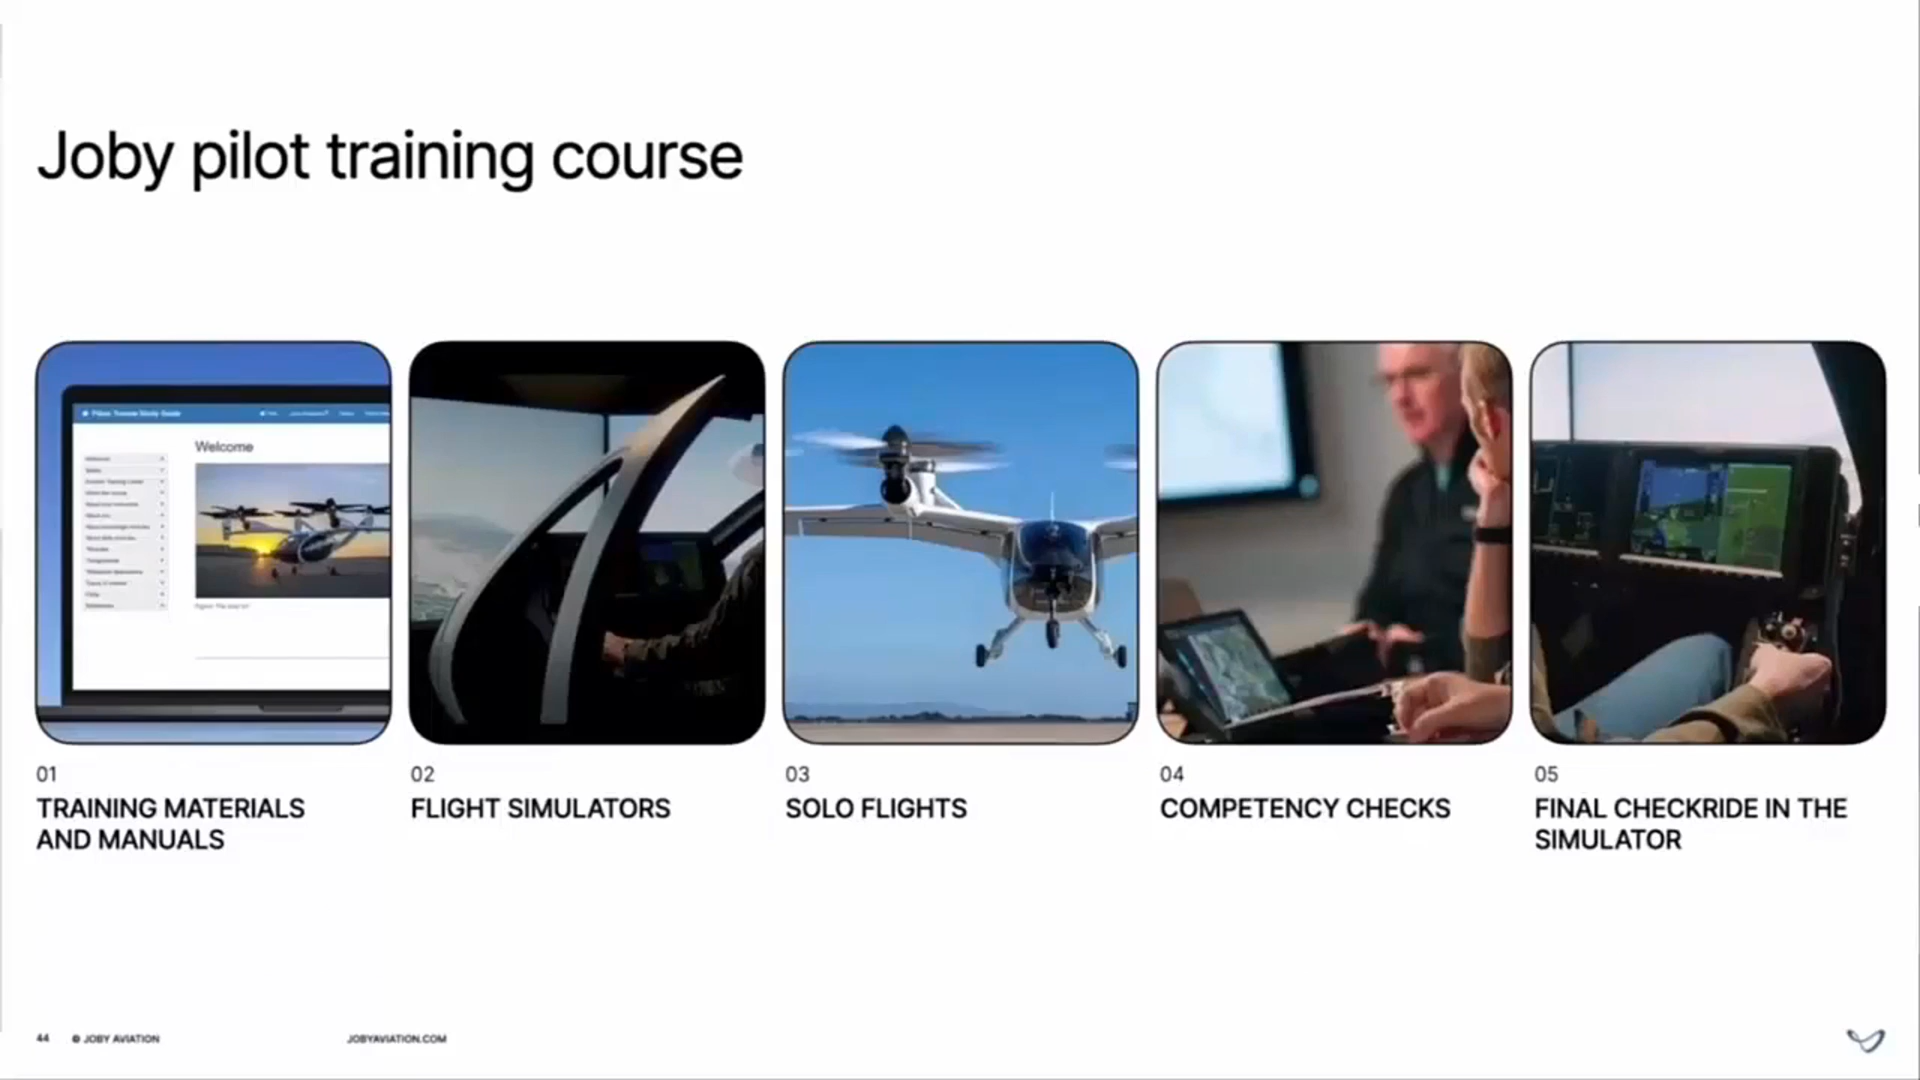 Joby pilot training course
Welcome
01
TRAINING MATERIALS
AND MANUALS
02
FLIGHT SIMULATORS
03
SOLO FLIGHTS
04
COMPETENCY CHECKS
05
FINAL CHECKRIDE IN THE
SIMULATOR
44 © JOBY AVIATION JOBYAVIATION.COM